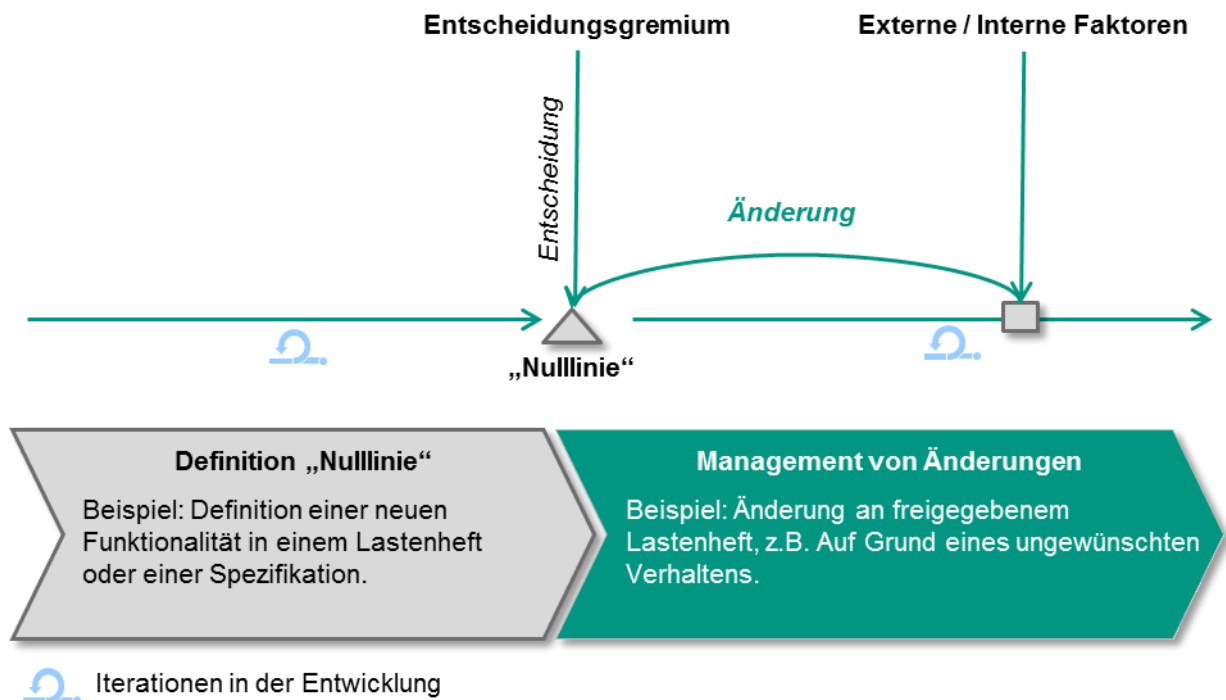 Entscheidungsgremium
Externe / Interne Faktoren
Entscheidung
Änderung
„Nulllinie“
Definition „Nulllinie“
Beispiel: Definition einer neuen
Funktionalität in einem Lastenheft
oder einer Spezifikation.
Management von Änderungen
Beispiel: Änderung an freigegebenem
Lastenheft, z.B. Auf Grund eines ungewünschten
Verhaltens.
Iterationen in der Entwicklung